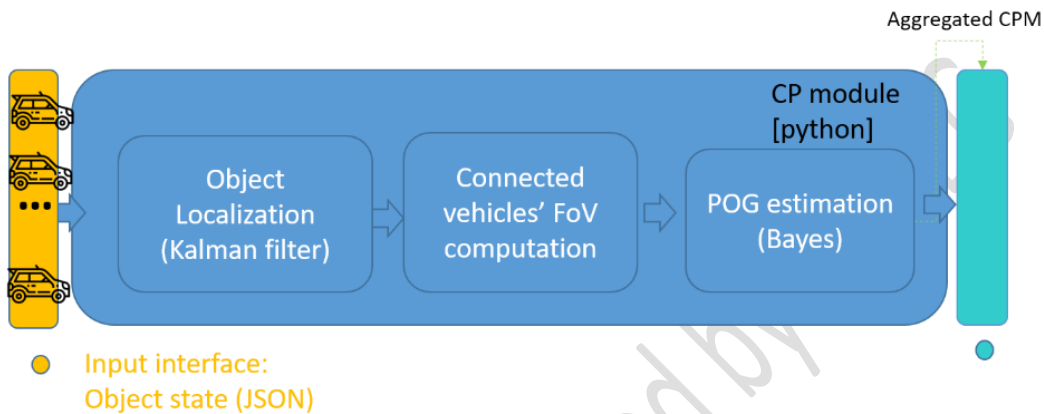 Aggregated CPM
CP module
[python]
Object
Localization
(Kalman filter)
Connected
vehicles' FoV
computation
POG estimation
(Bayes)
...
Input interface:
Object state (JSON)